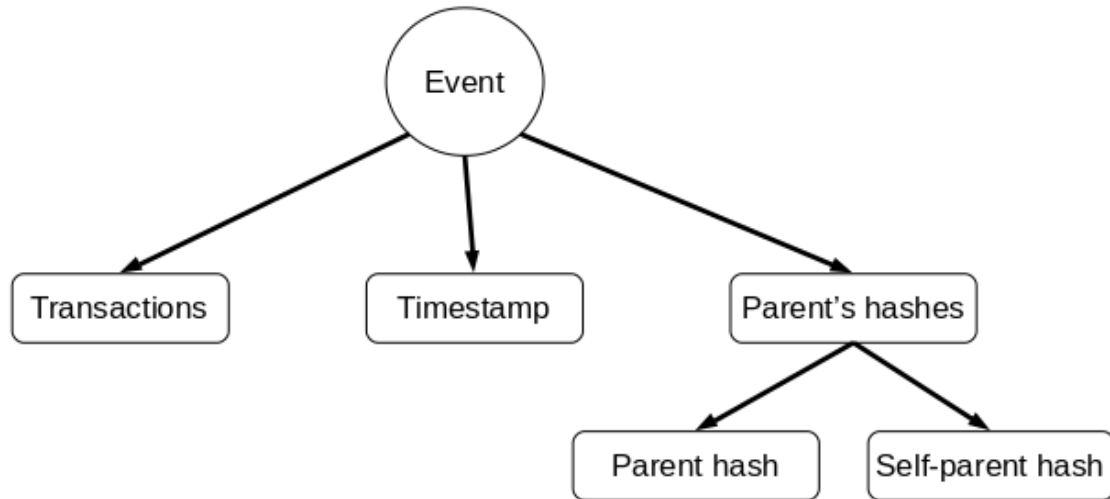 Event
Transactions
Timestamp
Parent’s hashes
Parent hash
Self-parent hash